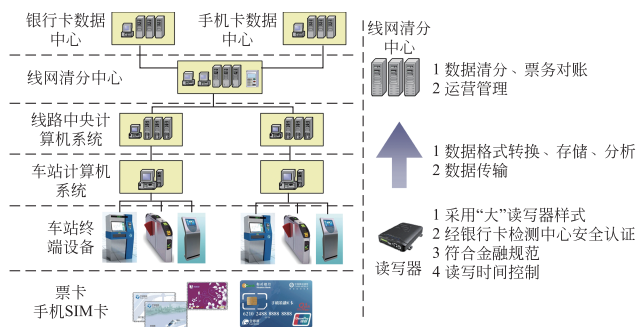 银行卡数据
中心
手机卡数据
中心
线网清分中心
线路中央计
算机系统
车站计算机
系统
车站终
端设备
票卡
手机SIM卡
线网清分
中心
1 数据清分、票务对账
2 运营管理
1 数据格式转换、存储、分析
2 数据传输
读写器
1 采用“大”读写器样式
2 经银行卡检测中心安全认证
3 符合金融规范
4 读写时间控制